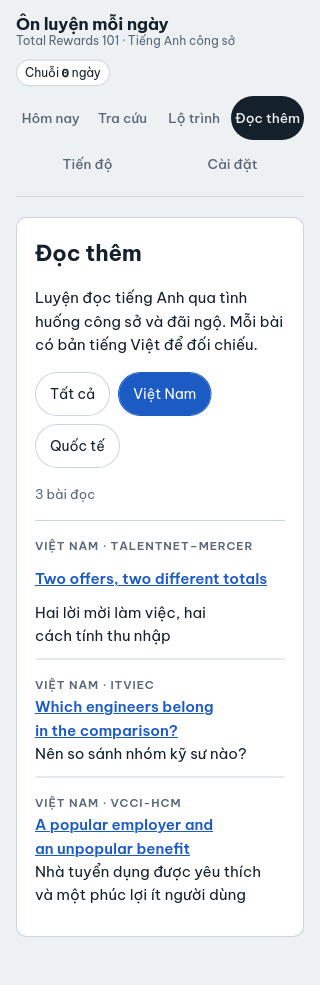 Ôn luyện mỗi ngày
Total Rewards 101 · Tiếng Anh công sở
Chuỗi 0 ngày
Hôm nay
Tra cứu
Lộ trình
Đọc thêm
Tiến độ
Cài đặt
Đọc thêm
Luyện đọc tiếng Anh qua tình
huống công sở và đãi ngộ. Mỗi bài
có bản tiếng Việt để đối chiếu.
Tất cả
Việt Nam
Quốc tế
3 bài đọc
VIỆT NAM · TALENTNET–MERCER
Two offers, two different totals
Hai lời mời làm việc, hai
cách tính thu nhập
VIỆT NAM · ITVIEC
Which engineers belong
in the comparison?
Nên so sánh nhóm kỹ sư nào?
VIỆT NAM · VCCI-HCM
A popular employer and
an unpopular benefit
Nhà tuyển dụng được yêu thích
và một phúc lợi ít người dùng